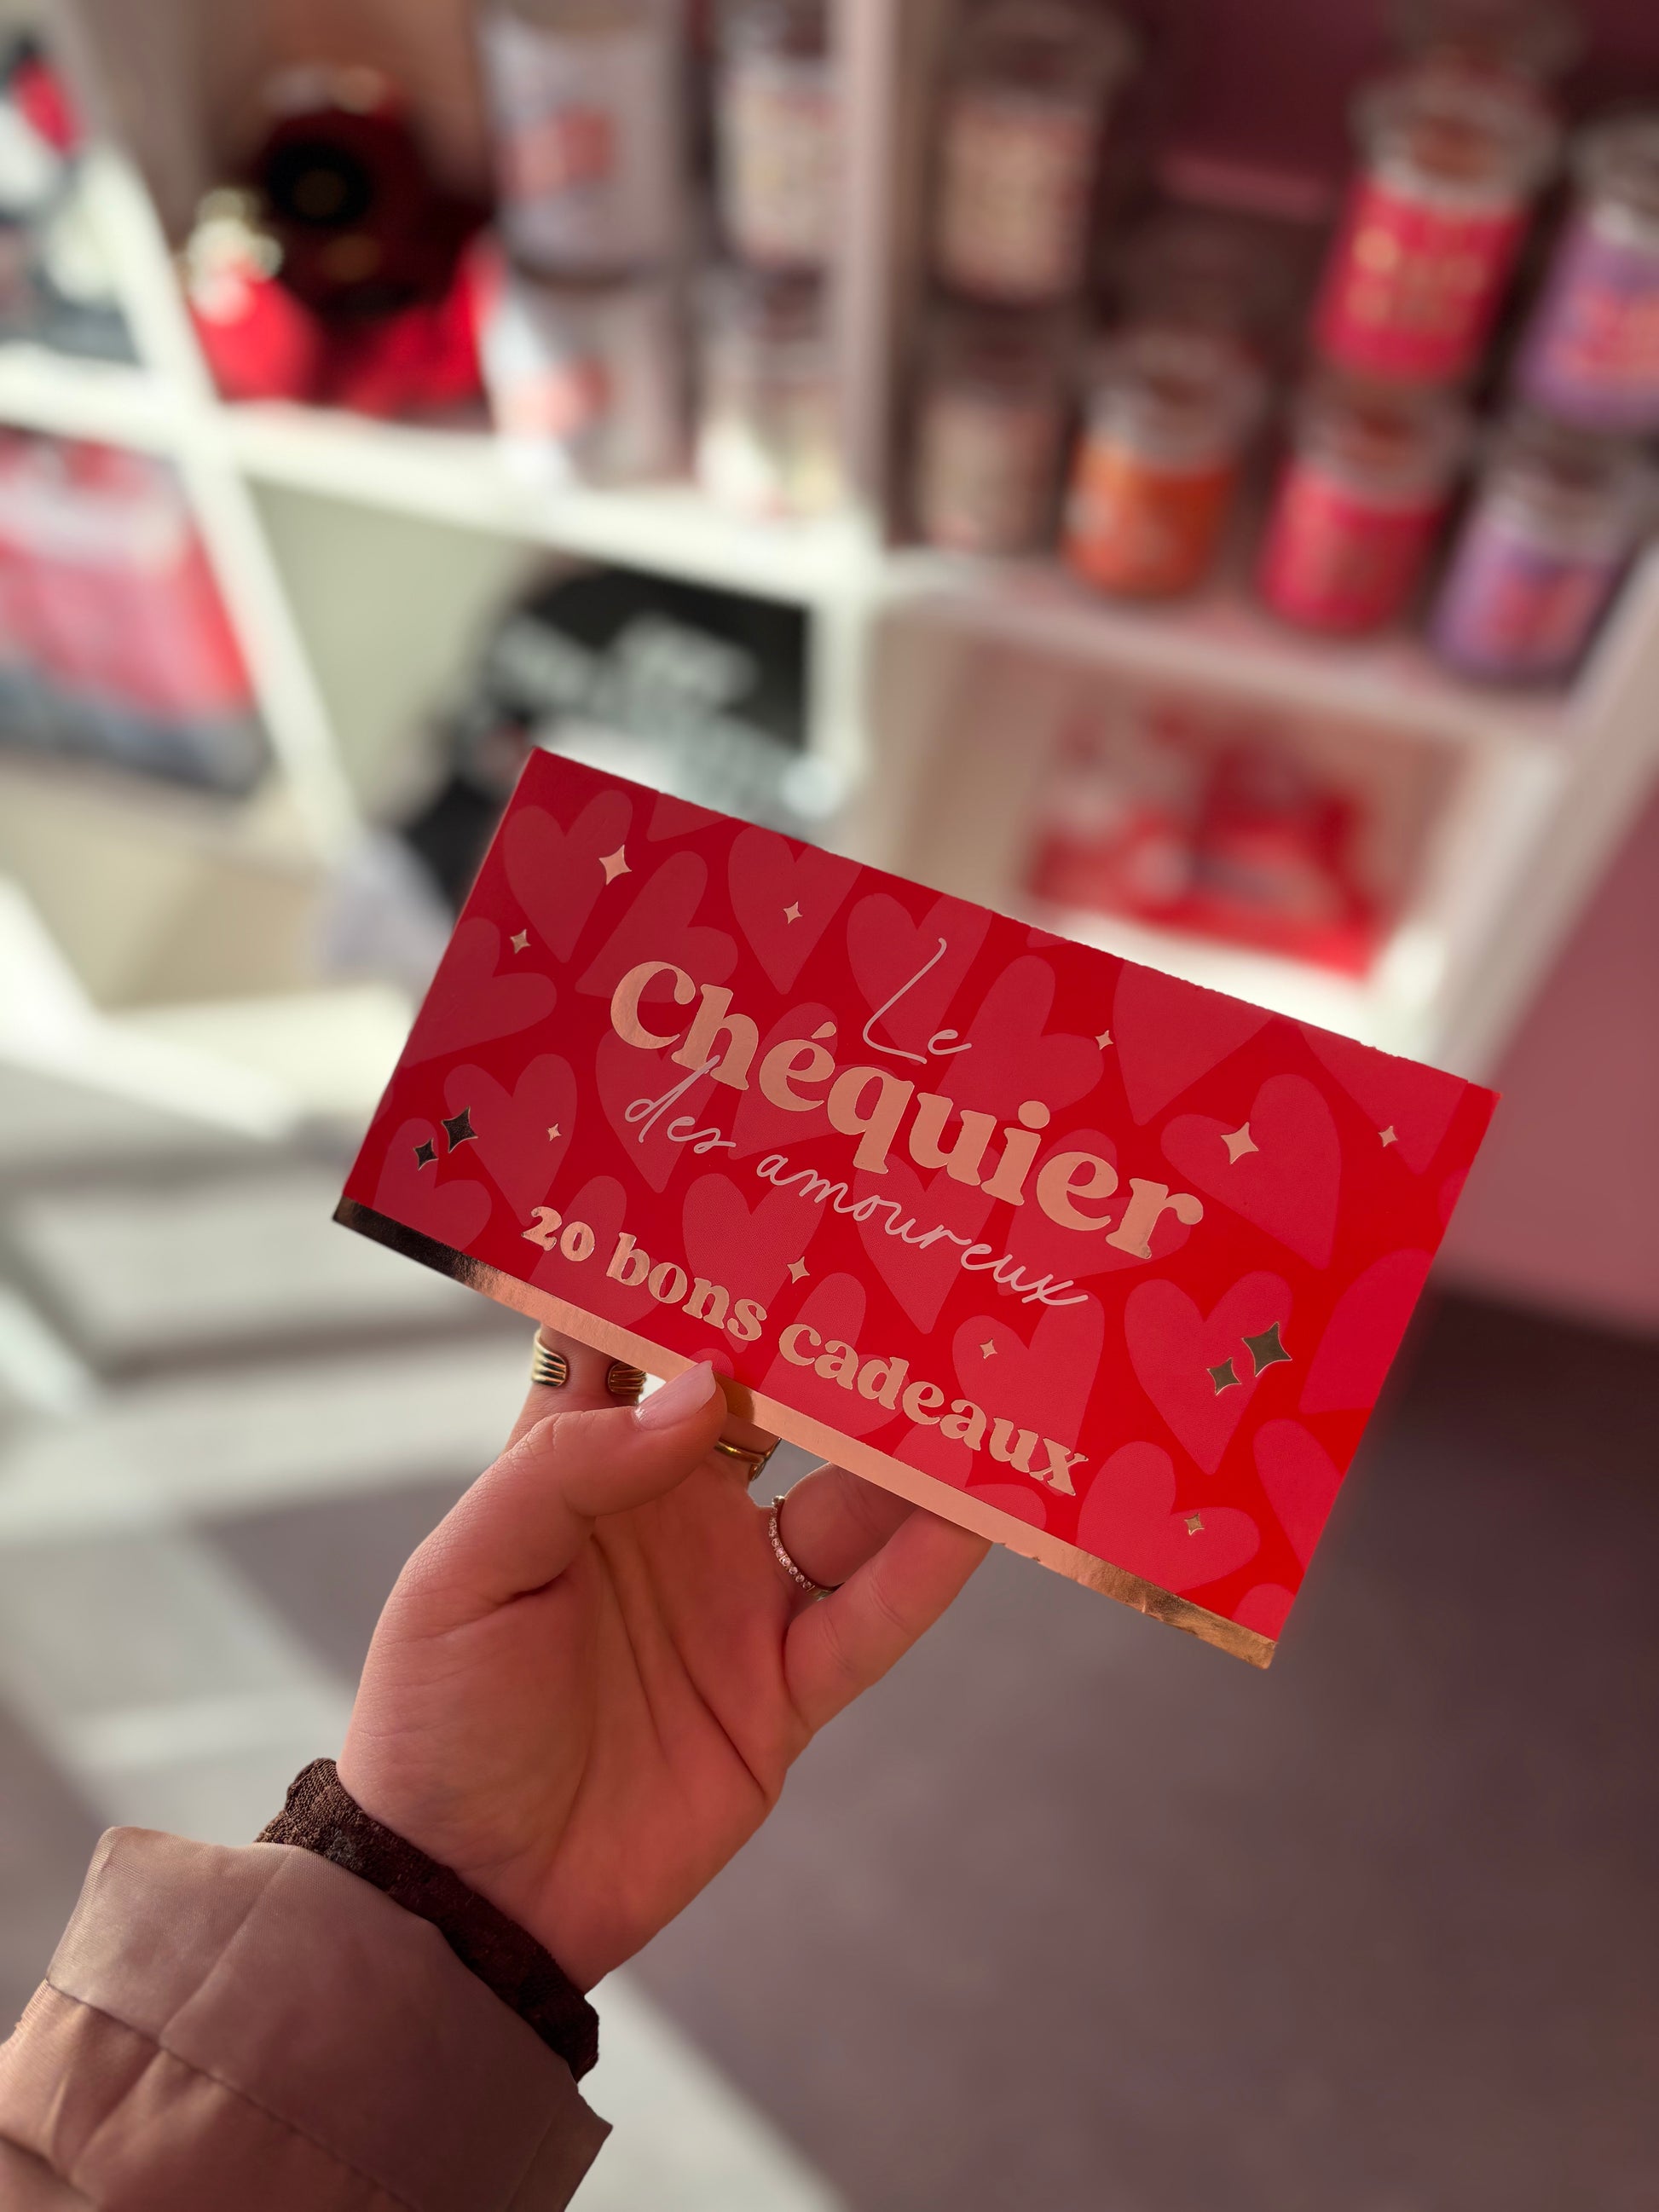 Le
Chéquier
des amoureux
20 bons cadeaux